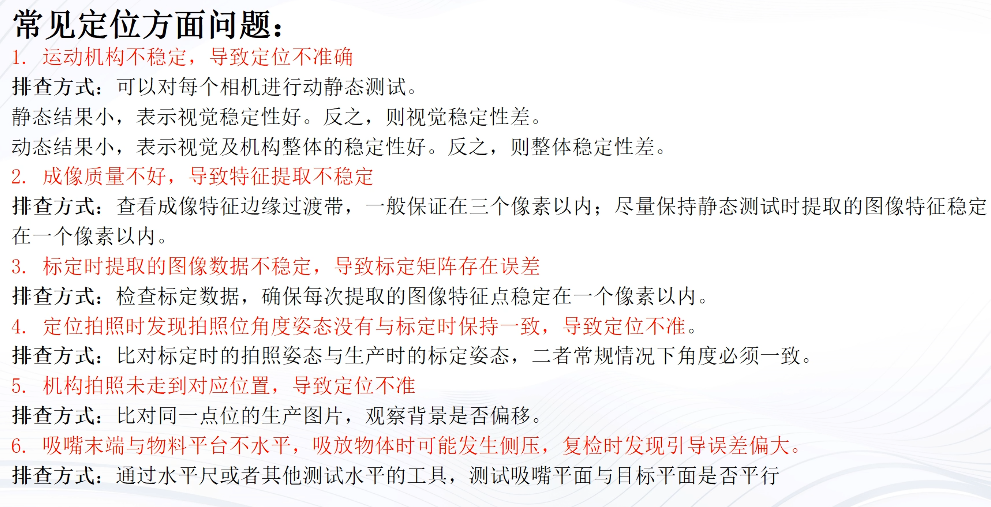 常见定位方面问题：
1. 运动机构不稳定，导致定位不准确
排查方式：可以对每个相机进行动静态测试。
静态结果小，表示视觉稳定性好。反之，则视觉稳定性差。
动态结果小，表示视觉及机构整体的稳定性好。反之，则整体稳定性差。
2. 成像质量不好，导致特征提取不稳定
排查方式：查看成像特征边缘过渡带，一般保证在三个像素以内；尽量保持静态测试时提取的图像特征稳定
在一个像素以内。
3. 标定时提取的图像数据不稳定，导致标定矩阵存在误差
排查方式：检查标定数据，确保每次提取的图像特征点稳定在一个像素以内。
4. 定位拍照时发现拍照位角度姿态没有与标定时保持一致，导致定位不准。
排查方式：比对标定时的拍照姿态与生产时的标定姿态，二者常规情况下角度必须一致。
5. 机构拍照未走到对应位置，导致定位不准
排查方式：比对同一点位的生产图片，观察背景是否偏移。
6. 吸嘴末端与物料平台不水平，吸放物体时可能发生侧压，复检时发现引导误差偏大。
排查方式：通过水平尺或者其他测试水平的工具，测试吸嘴平面与目标平面是否平行